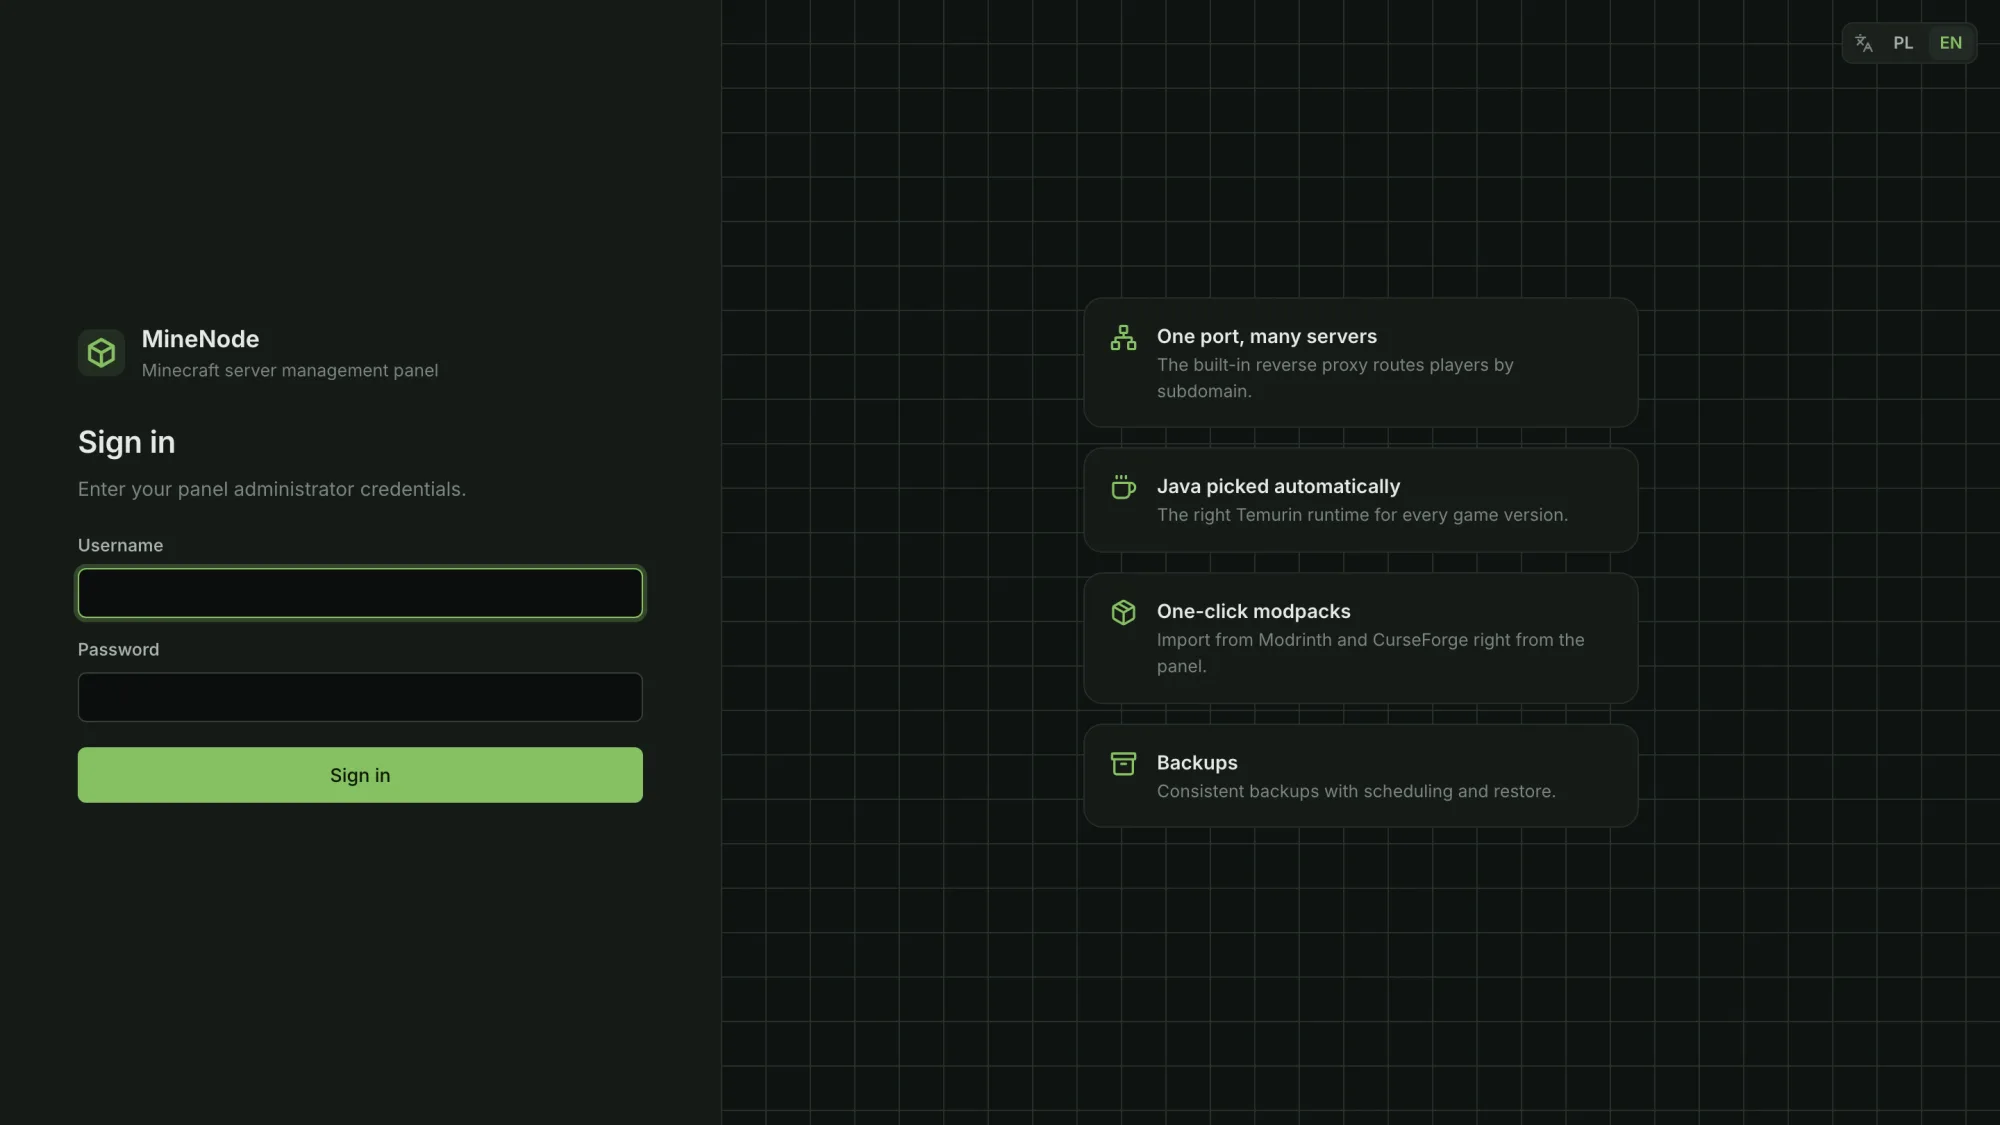 PL
EN
MineNode
Minecraft server management panel
Sign in
Enter your panel administrator credentials.
Username
Password
Sign in
One port, many servers
The built-in reverse proxy routes players by
subdomain.
Java picked automatically
The right Temurin runtime for every game version.
One-click modpacks
Import from Modrinth and CurseForge right from the
panel.
Backups
Consistent backups with scheduling and restore.